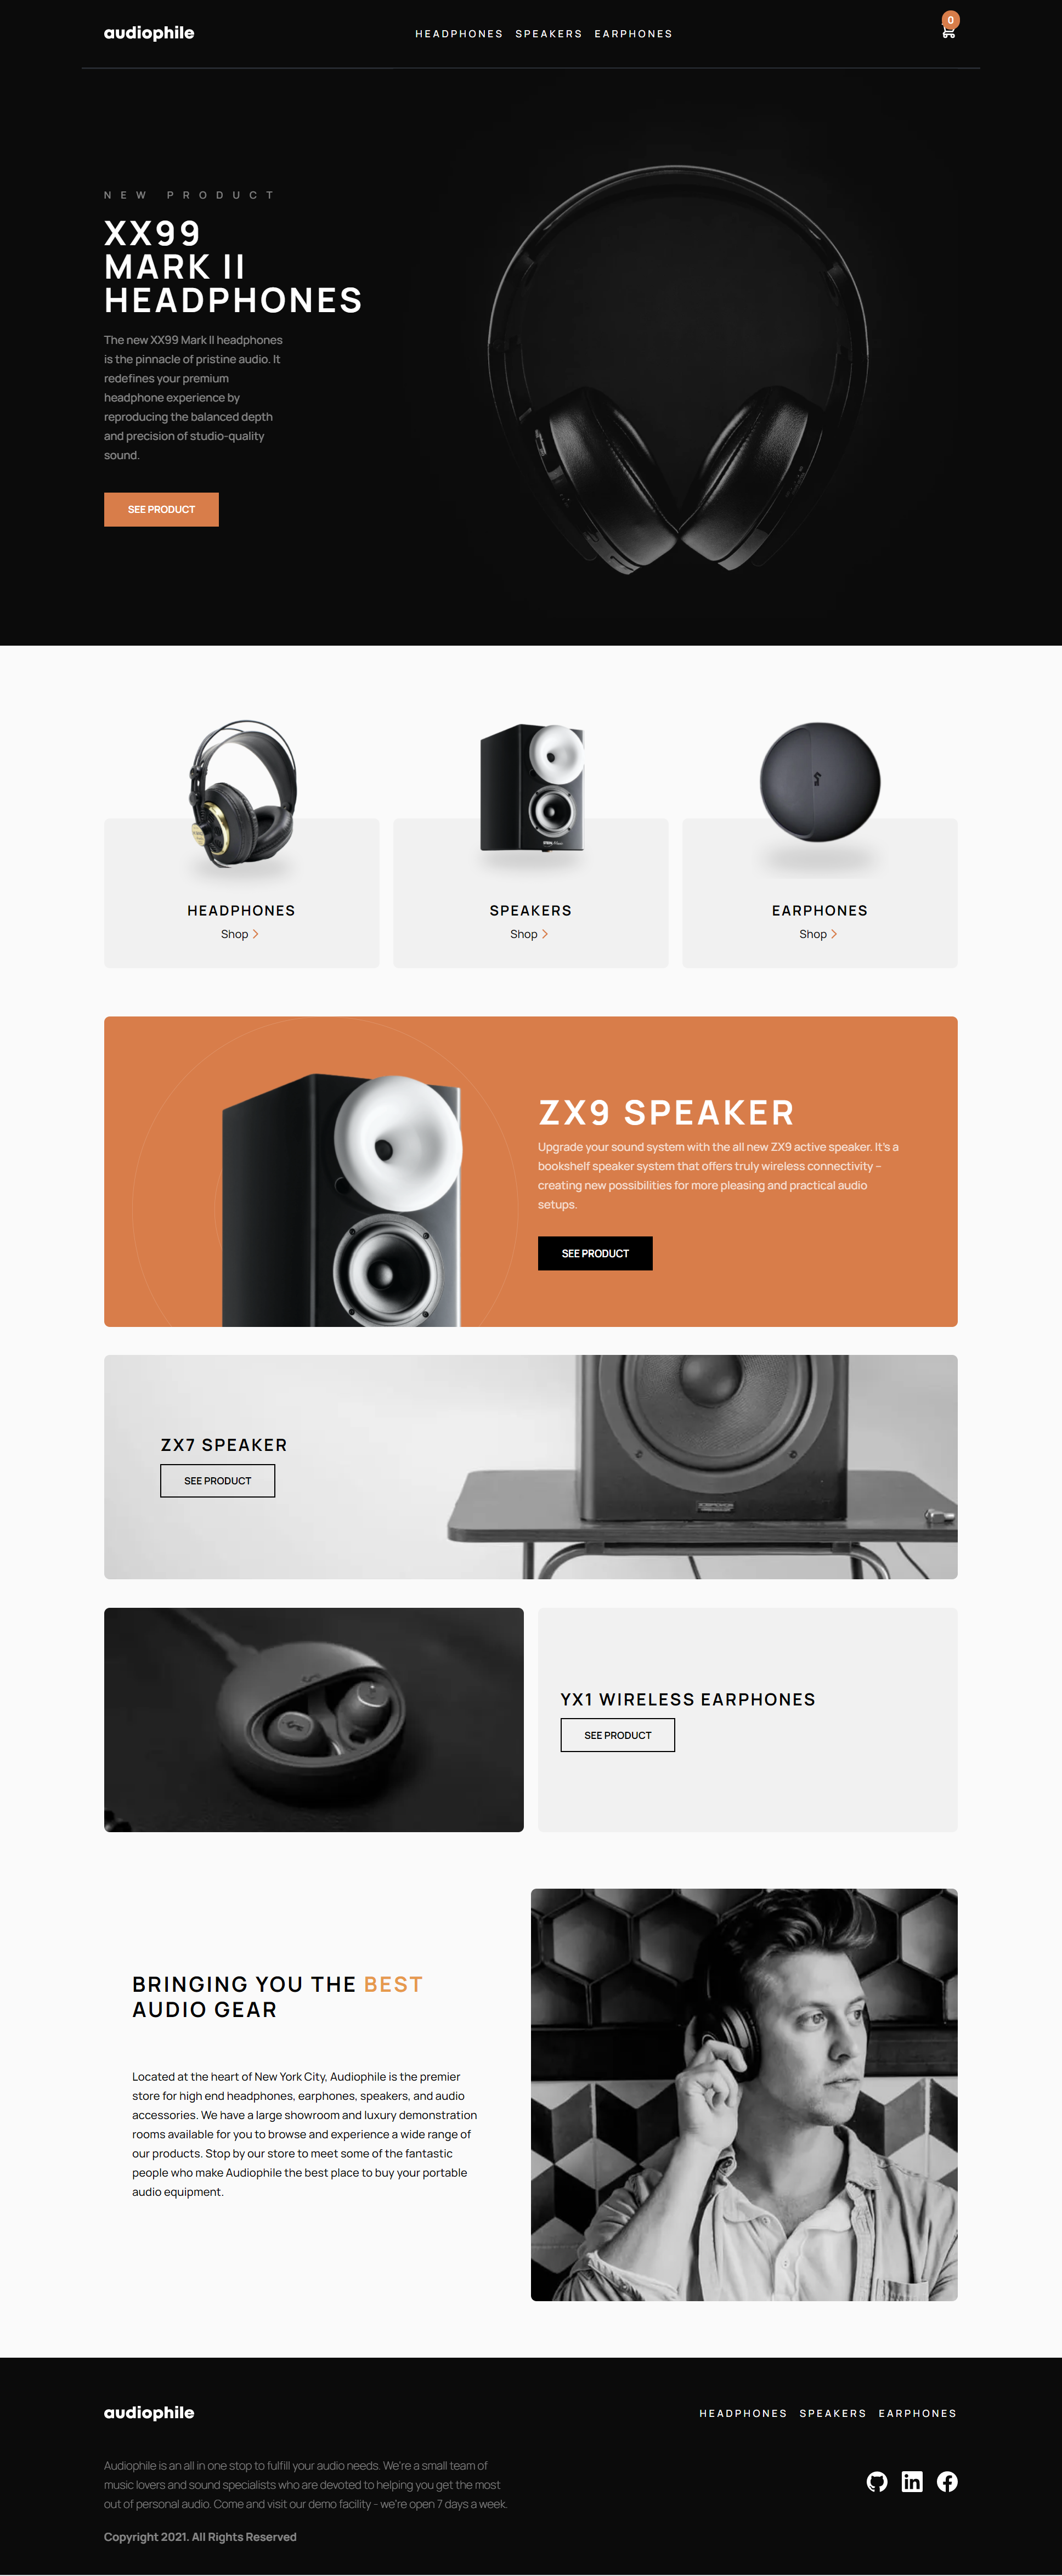 audiophile
HEADPHONES SPEAKERS EARPHONES
0
NEW PRODUCT
XX99
MARK II
HEADPHONES
The new XX99 Mark II headphones
is the pinnacle of pristine audio. It
redefines your premium
headphone experience by
reproducing the balanced depth
and precision of studio-quality
sound.
SEE PRODUCT
HEADPHONES
Shop
SPEAKERS
Shop
EARPHONES
Shop
ZX9 SPEAKER
Upgrade your sound system with the all new ZX9 active speaker. It's a
bookshelf speaker system that offers truly wireless connectivity –
creating new possibilities for more pleasing and practical audio
setups.
SEE PRODUCT
ZX7 SPEAKER
SEE PRODUCT
YX1 WIRELESS EARPHONES
SEE PRODUCT
BRINGING YOU THE BEST
AUDIO GEAR
Located at the heart of New York City, Audiophile is the premier
store for high end headphones, earphones, speakers, and audio
accessories. We have a large showroom and luxury demonstration
rooms available for you to browse and experience a wide range of
our products. Stop by our store to meet some of the fantastic
people who make Audiophile the best place to buy your portable
audio equipment.
audiophile
HEADPHONES SPEAKERS EARPHONES
Audiophile is an all in one stop to fulfill your audio needs. We're a small team of
music lovers and sound specialists who are devoted to helping you get the most
out of personal audio. Come and visit our demo facility - we're open 7 days a week.
Copyright 2021. All Rights Reserved